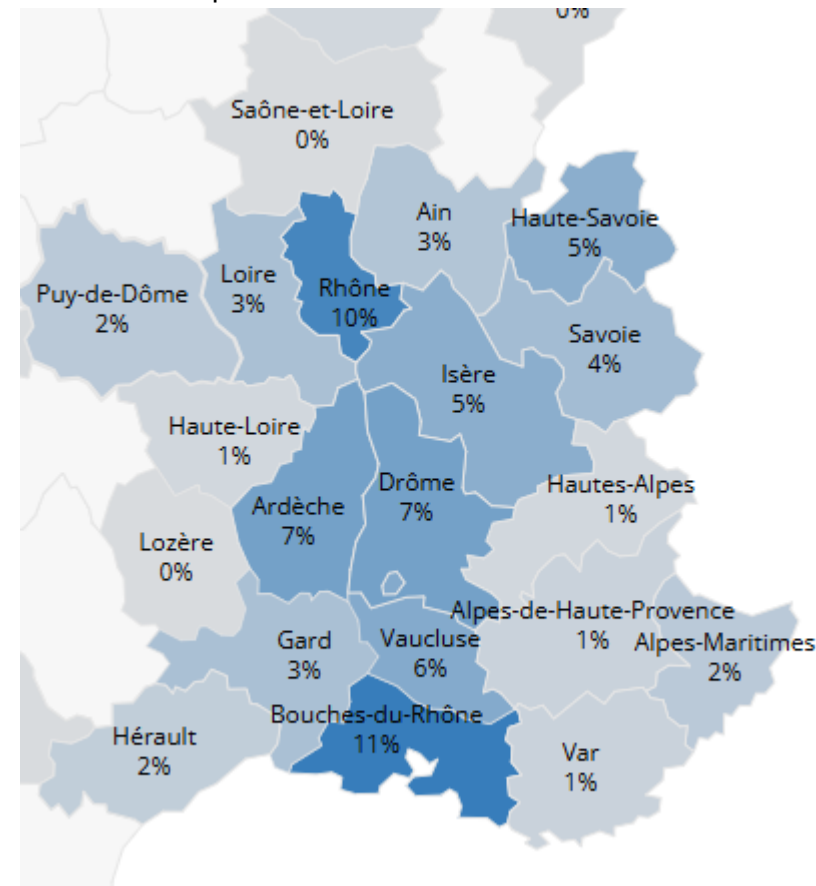 0%
Saône-et-Loire
0%
Ain
3%
Haute-Savoie
5%
Loire
3%
Rhône
10%
Puy-de-Dôme
2%
Savoie
4%
Isère
5%
Haute-Loire
1%
Drôme
7%
Hautes-Alpes
1%
Ardèche
7%
Lozère
0%
Alpes-de-Haute-Provence
1%
Gard
3%
Vaucluse
6%
Alpes-Maritimes
2%
Bouches-du-Rhône
11%
Hérault
2%
Var
1%